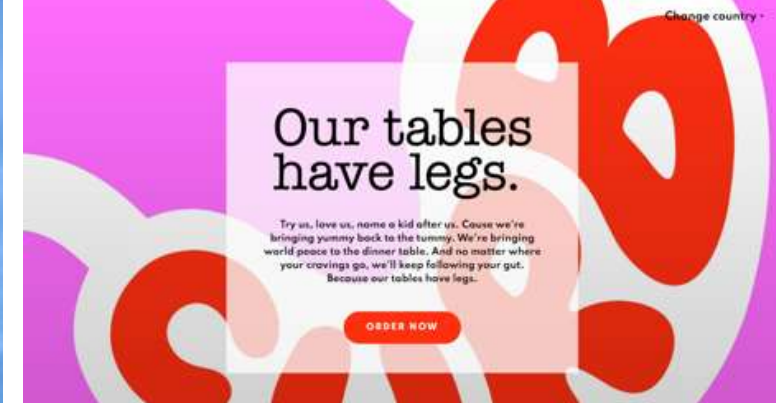 Change country
Our tables
have legs.
Try us, love us, name a kid after us. Cause we're
bringing yummy back to the tummy. We're bringing
world peace to the dinner table. And no matter where
your cravings go, we'll keep following your gut.
Because our tables have legs.
ORDER NOW